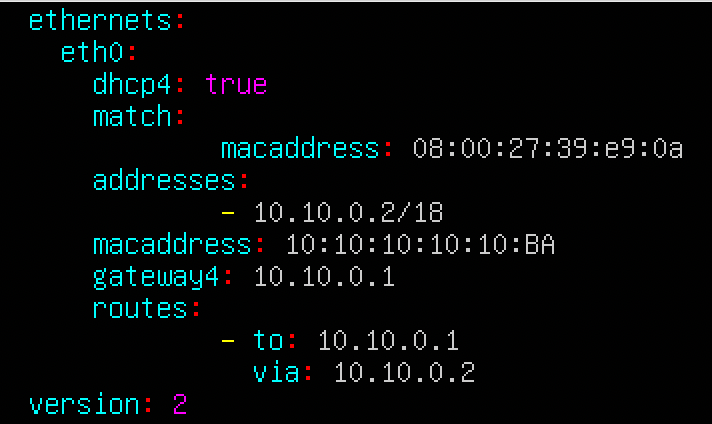 ethernets:
  eth0:
    dhcp4: true
    match:
            macaddress: 08:00:27:39:e9:0a
    addresses:
            - 10.10.0.2/18
    macaddress: 10:10:10:10:10:BA
    gateway4: 10.10.0.1
    routes:
            - to: 10.10.0.1
              via: 10.10.0.2
version: 2